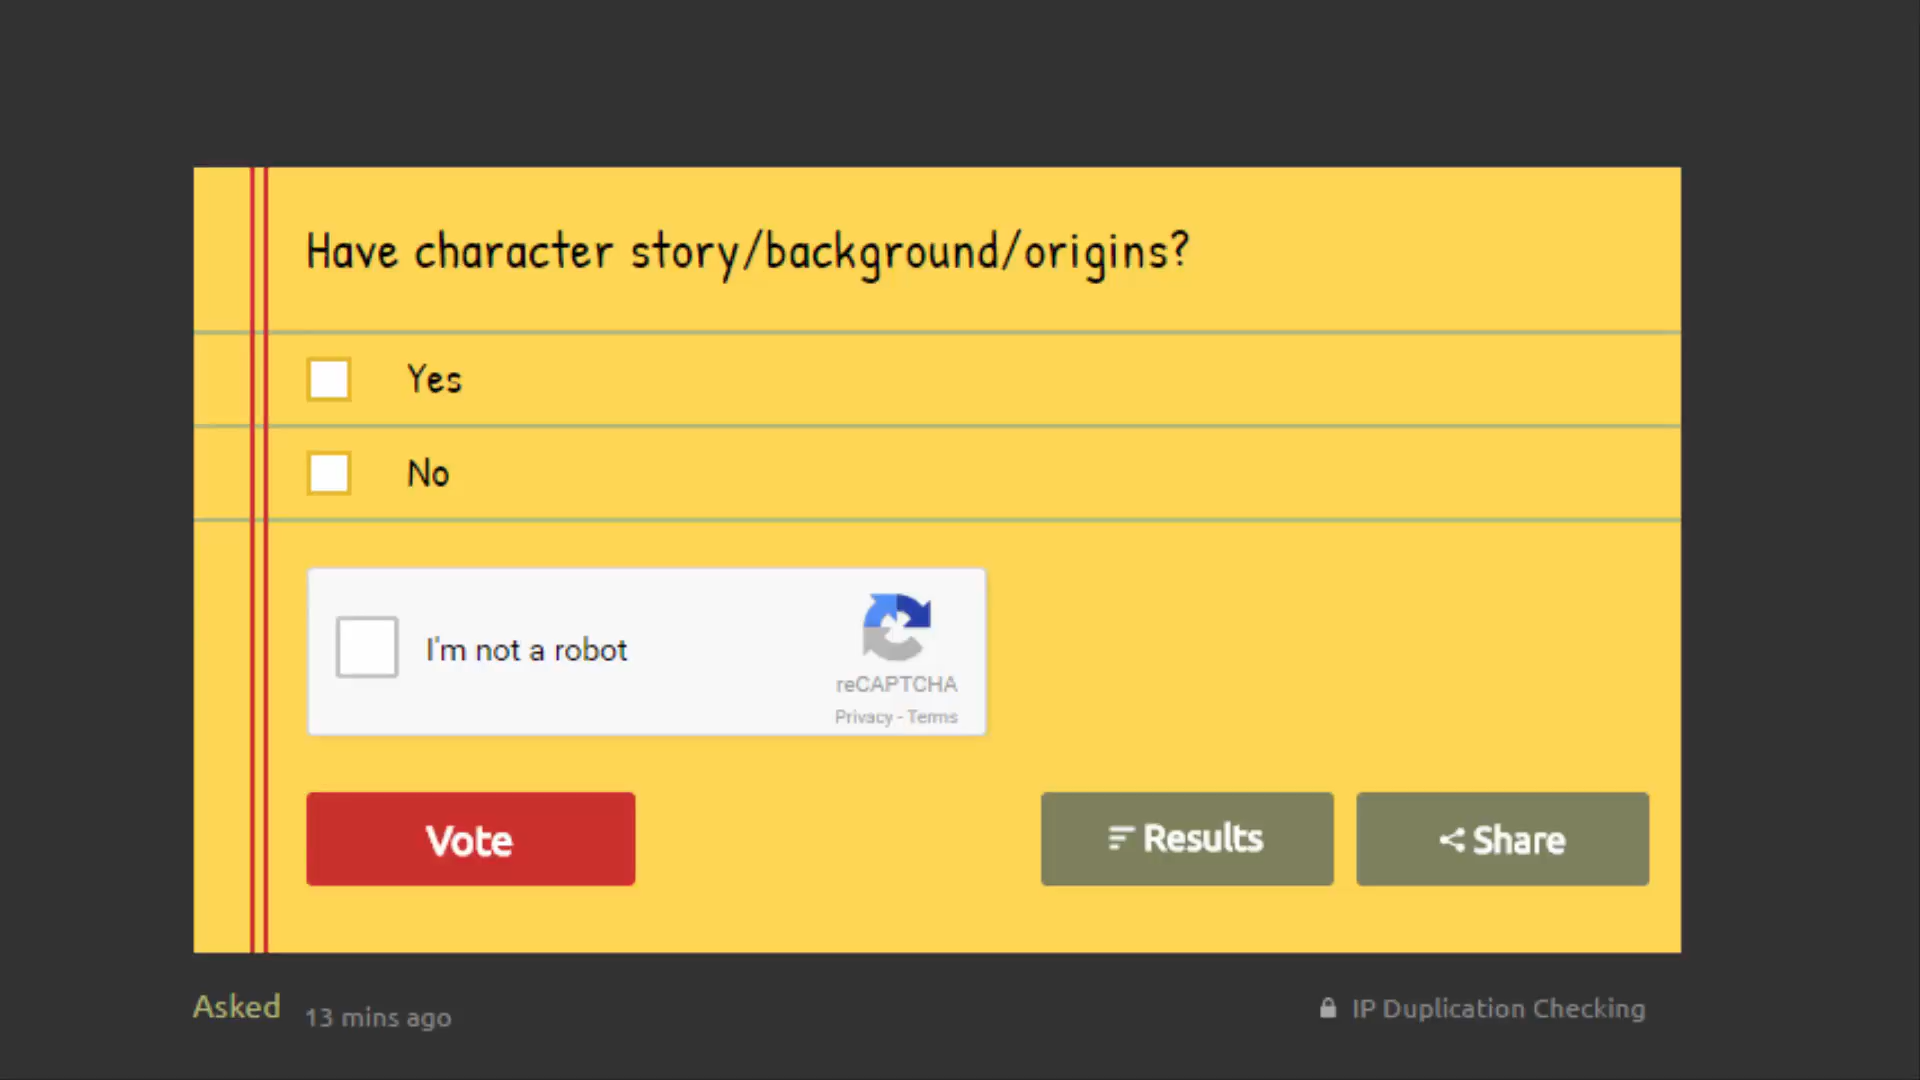 Have character story/background/origins?
Yes
No
I'm not a robot
reCAPTCHA
Privacy - Terms
Vote
Results
Share
Asked 13 mins ago
IP Duplication Checking